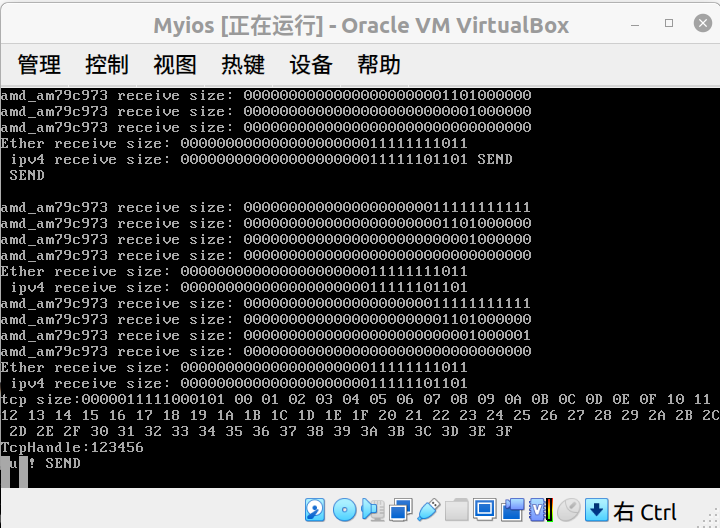 Myios [正在运行] - Oracle VM VirtualBox
管理 控制 视图 热键 设备 帮助
amd_am79c973 receive size: 00000000000000000000001101000000
amd_am79c973 receive size: 00000000000000000000000001000000
amd_am79c973 receive size: 00000000000000000000000000000000
Ether receive size: 00000000000000000000011111111011
ipv4 receive size: 00000000000000000000011111101101 SEND
SEND
amd_am79c973 receive size: 00000000000000000000011111111111
amd_am79c973 receive size: 00000000000000000000001101000000
amd_am79c973 receive size: 00000000000000000000000001000000
amd_am79c973 receive size: 00000000000000000000000000000000
Ether receive size: 00000000000000000000011111111011
ipv4 receive size: 00000000000000000000011111101101
amd_am79c973 receive size: 00000000000000000000011111111111
amd_am79c973 receive size: 00000000000000000000001101000000
amd_am79c973 receive size: 00000000000000000000000001000001
amd_am79c973 receive size: 00000000000000000000000000000000
Ether receive size: 00000000000000000000011111111011
ipv4 receive size: 00000000000000000000011111101101
tcp size:0000011111000101 00 01 02 03 04 05 06 07 08 09 0A 0B 0C 0D 0E 0F 10 11
12 13 14 15 16 17 18 19 1A 1B 1C 1D 1E 1F 20 21 22 23 24 25 26 27 28 29 2A 2B 2C
2D 2E 2F 30 31 32 33 34 35 36 37 38 39 3A 3B 3C 3D 3E 3F
TcpHandle:123456
! SEND
右 Ctrl